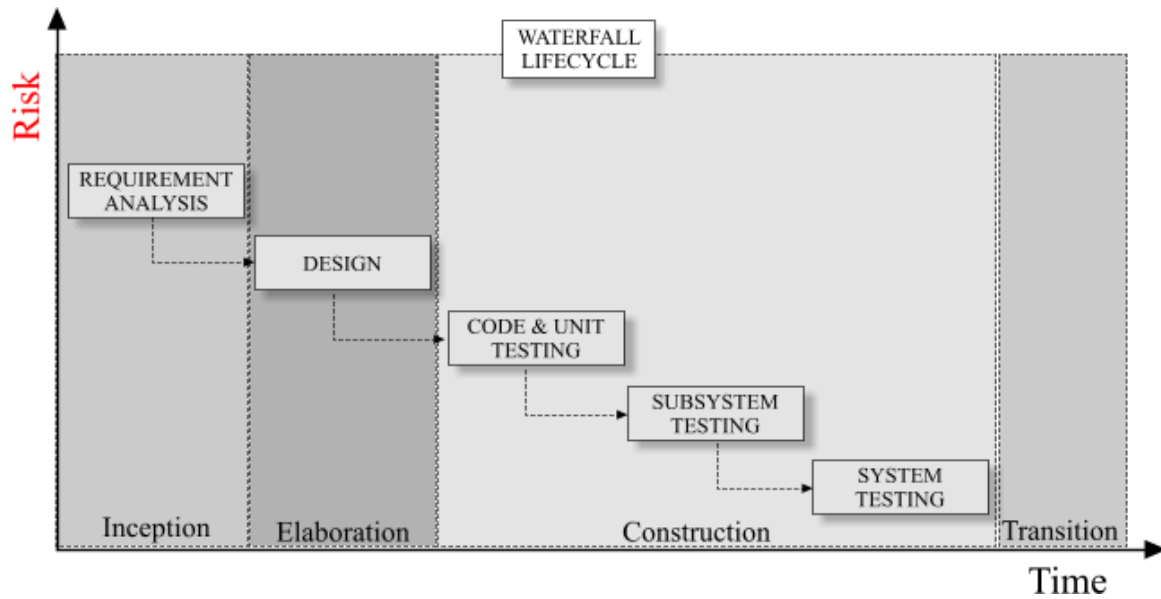 WATERFALL
LIFECYCLE
Risk
REQUIREMENT
ANALYSIS
DESIGN
CODE & UNIT
TESTING
SUBSYSTEM
TESTING
SYSTEM
TESTING
Inception
Elaboration
Construction
Transition
Time